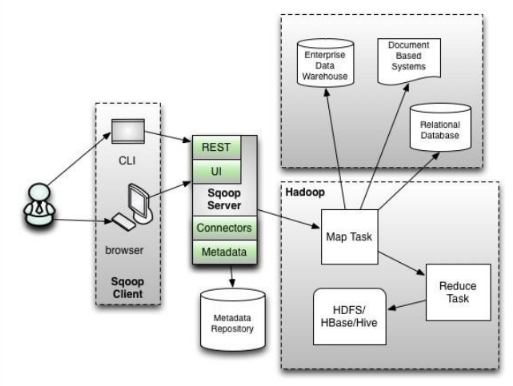 Enterprise
Data
Warehouse
Document
Based
Systems
Relational
Database
CLI
browser
Sqoop
Client
REST
UI
Sqoop
Server
Connectors
Metadata
Metadata
Repository
Hadoop
Map Task
Reduce
Task
HDFS/
HBase/Hive